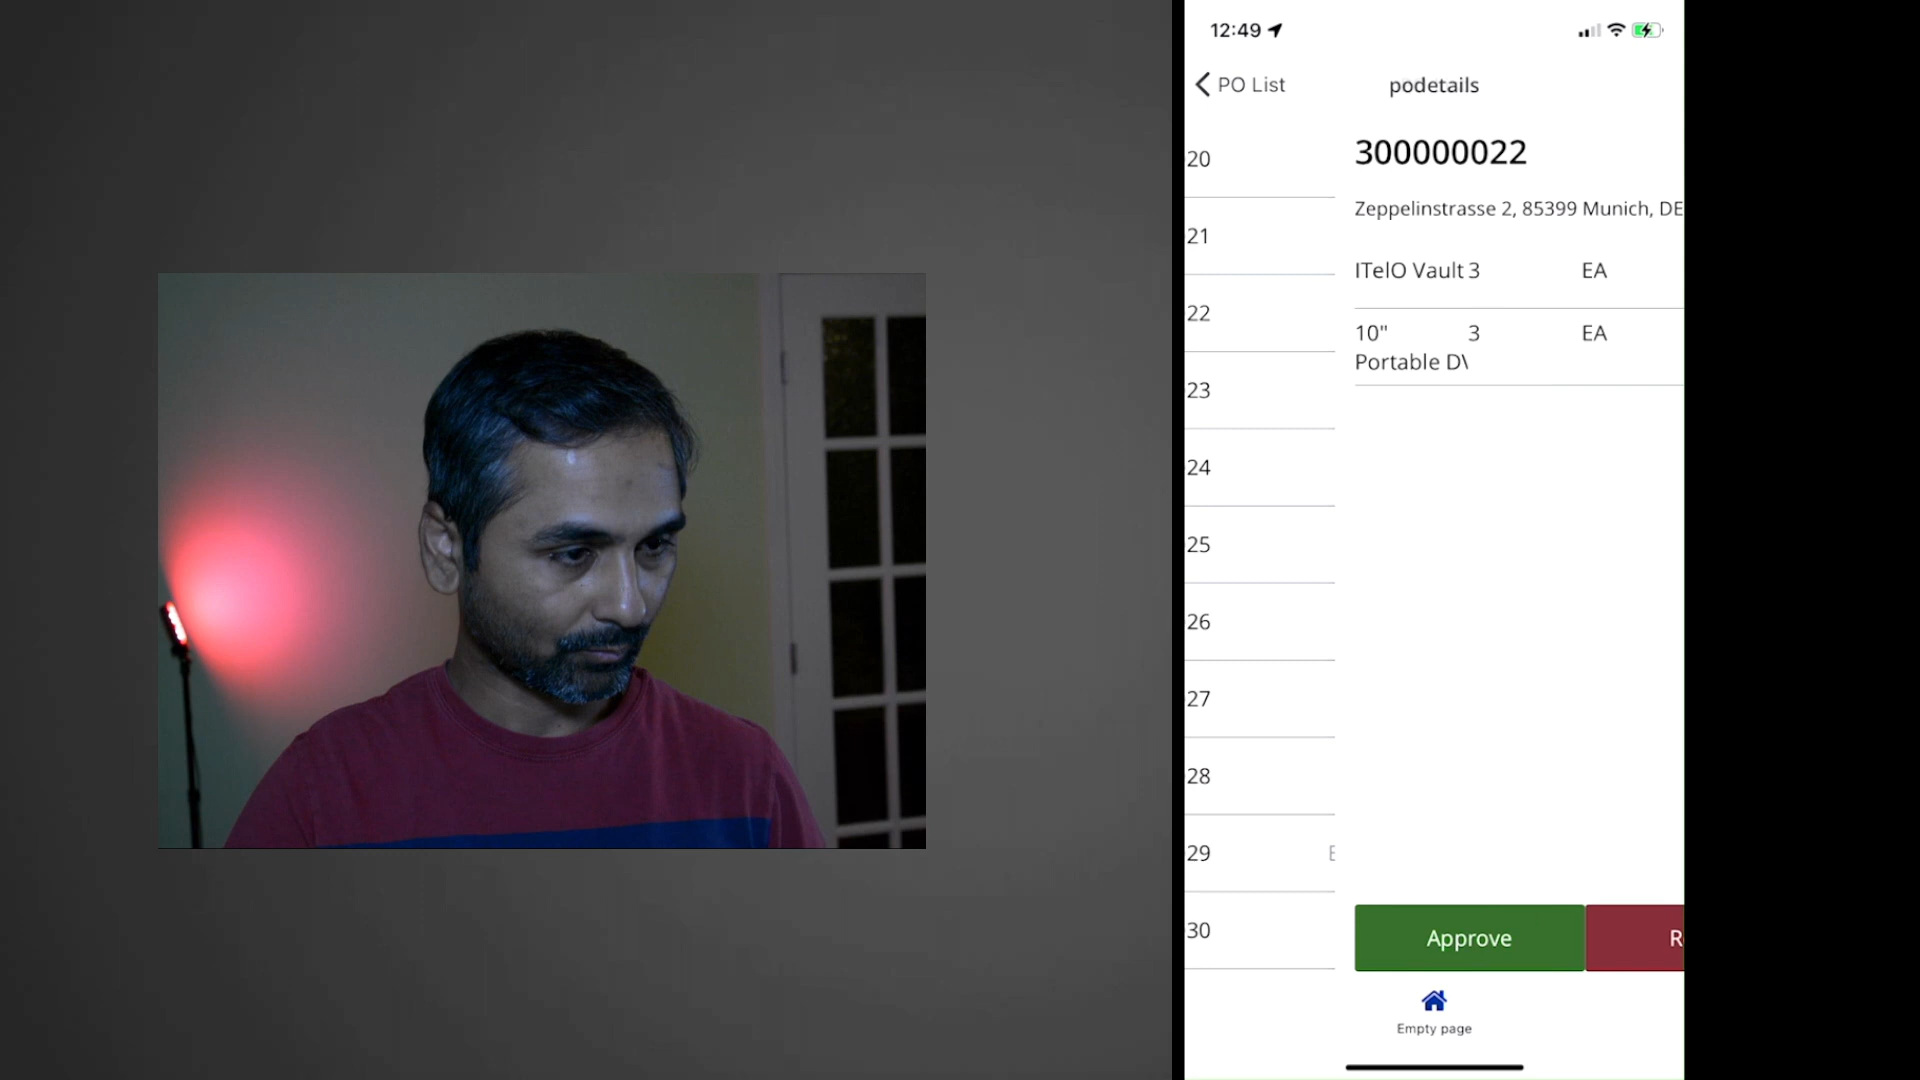 12:49
PO List
podetails
20
21
22
23
24
25
26
27
28
29
30
300000022
Zeppelinstrasse 2, 85399 Munich, DE
ITelO Vault 3 EA
10" 3 EA
Portable
Approve
Empty page